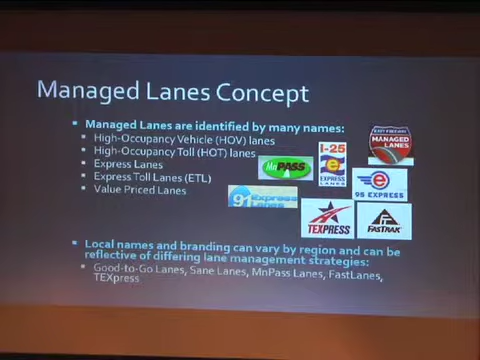 Managed Lanes Concept
Managed Lanes are identified by many names:
High-Occupancy Vehicle (HOV) lanes
High-Occupancy Toll (HOT) lanes
Express Lanes
Express Toll Lanes (ETL)
Value Priced Lanes
I-25
e
EXPRESS
LANES
MANAGED
LANES
MnPASS
e
95 EXPRESS
91 Express
Lanes
TEXPRESS
FASTRAK
Local names and branding can vary by region and can be
reflective of differing lane management strategies:
Good-to-Go Lanes, Sane Lanes, MnPass Lanes, FastLanes,
TEXpress